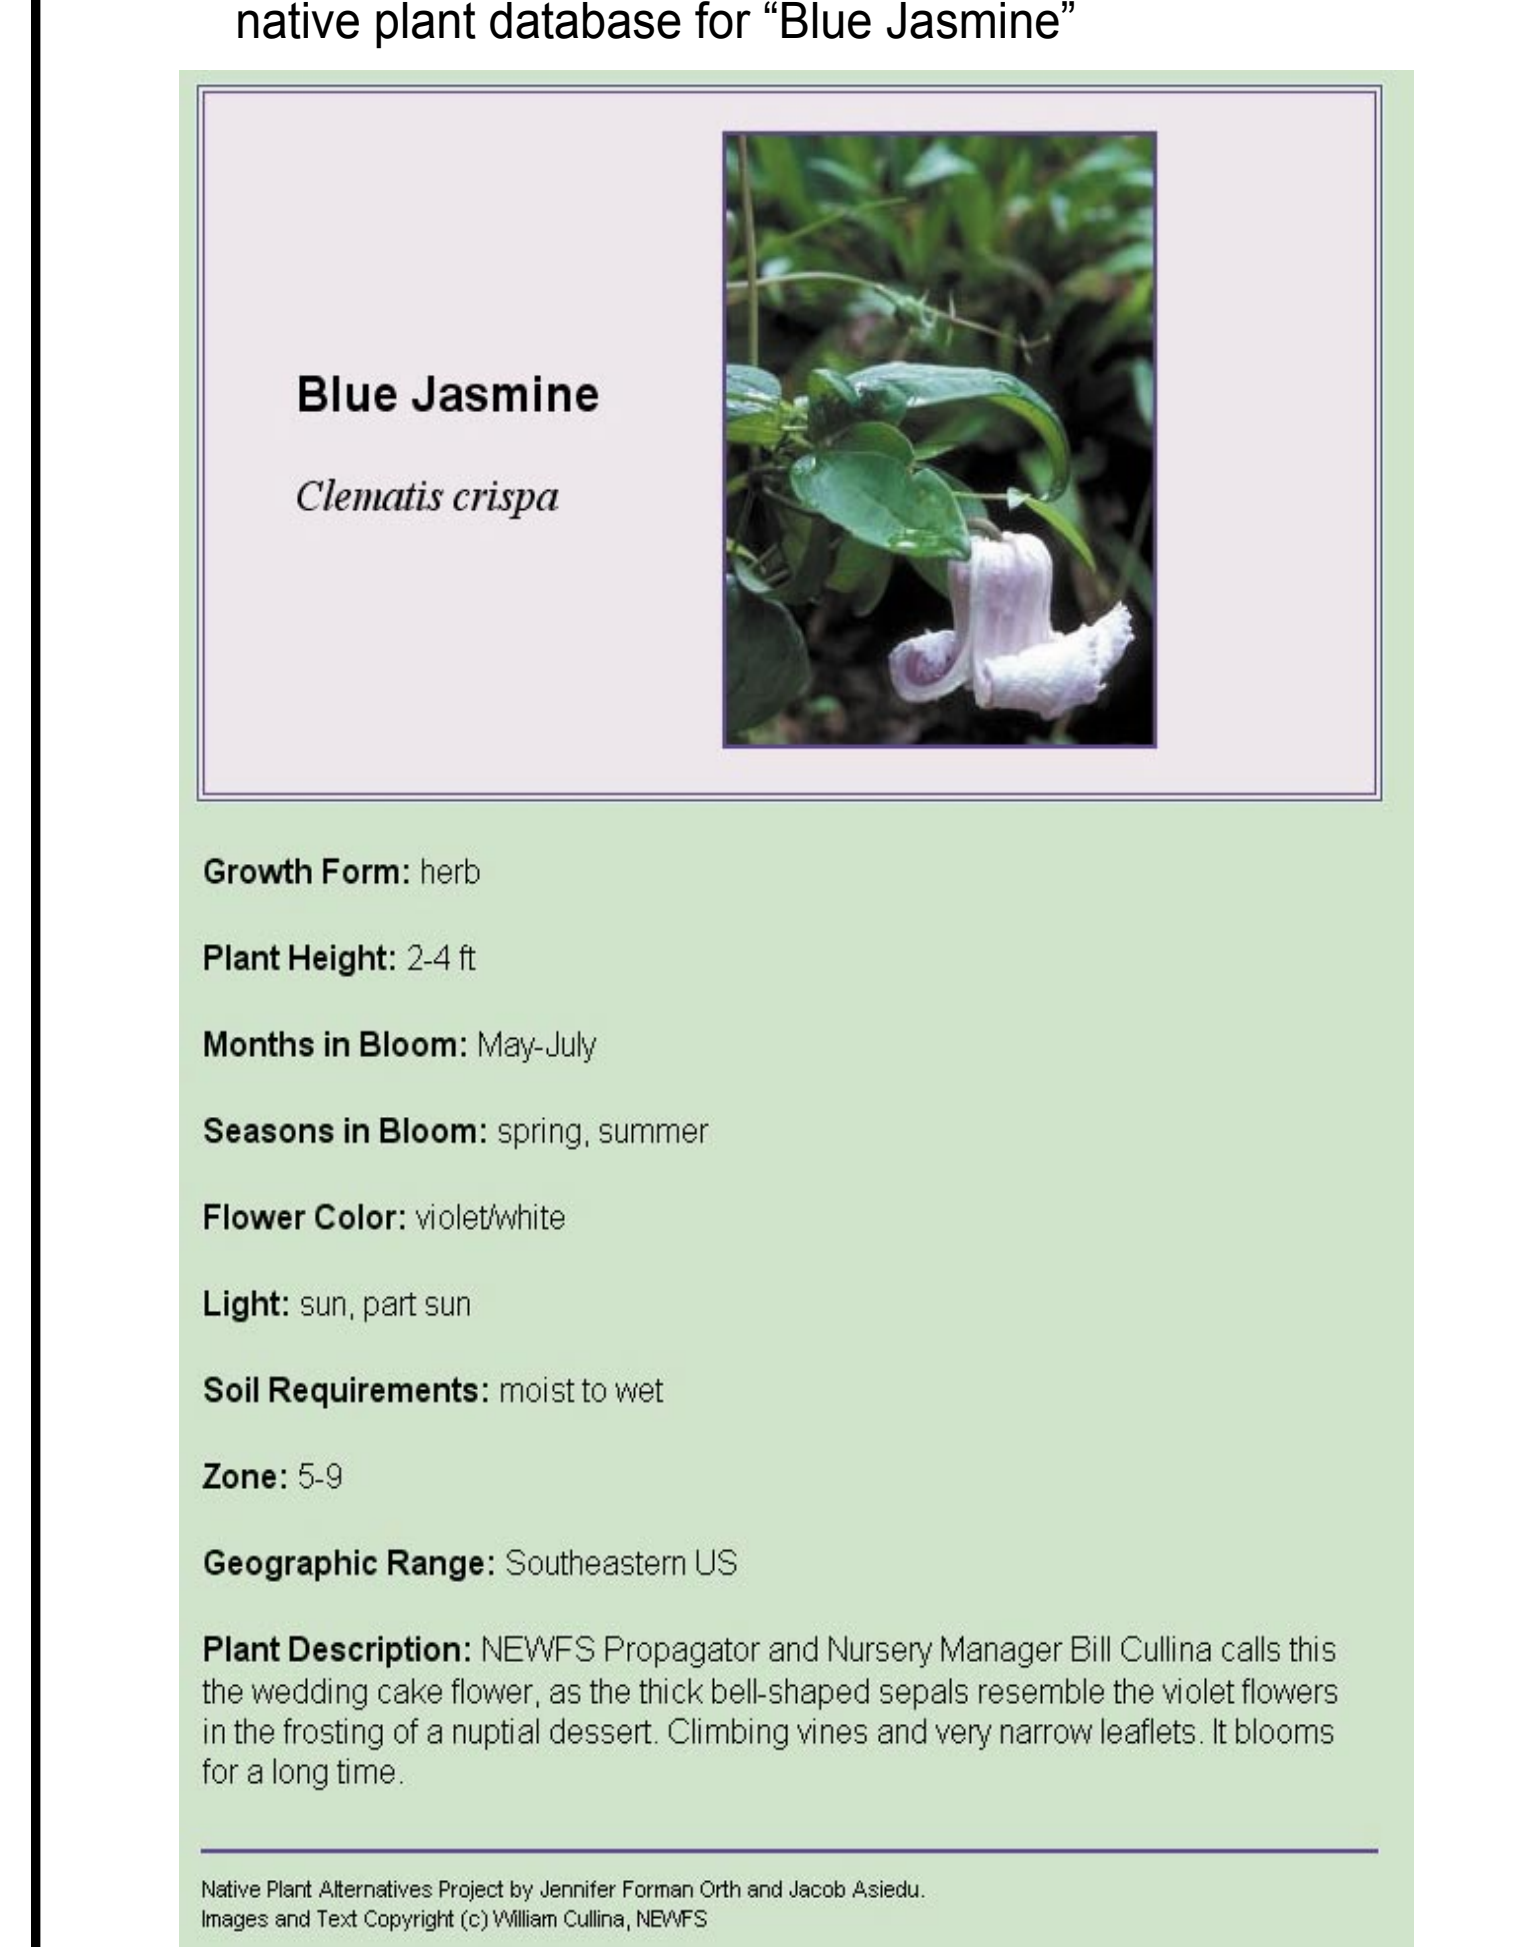 native plant database for “Blue Jasmine”
Blue Jasmine
Clematis crispa
Growth Form: herb
Plant Height: 2-4 ft
Months in Bloom: May-July
Seasons in Bloom: spring, summer
Flower Color: violet/white
Light: sun, part sun
Soil Requirements: moist to wet
Zone: 5-9
Geographic Range: Southeastern US
Plant Description: NEWFS Propagator and Nursery Manager Bill Cullina calls this
the wedding cake flower, as the thick bell-shaped sepals resemble the violet flowers
in the frosting of a nuptial dessert. Climbing vines and very narrow leaflets. It blooms
for a long time.
Native Plant Alternatives Project by Jennifer Forman Orth and Jacob Asiedu.
Images and Text Copyright (c) William Cullina, NEWFS